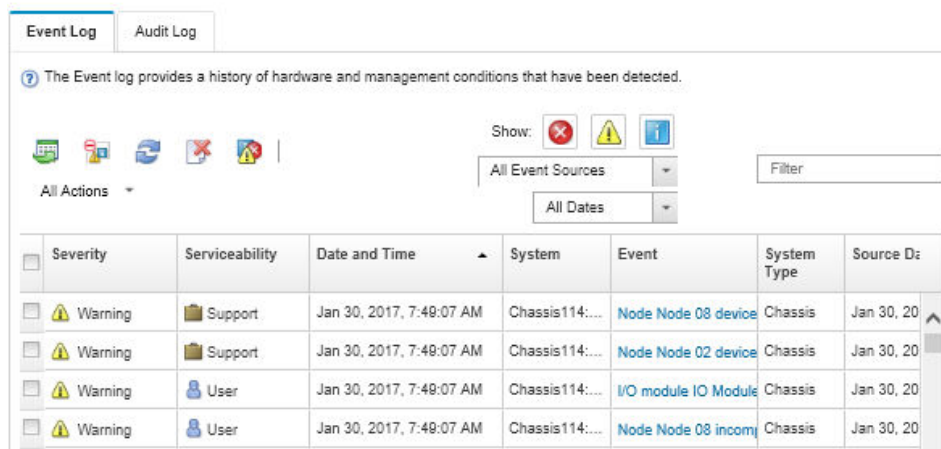 Event Log Audit Log
The Event log provides a history of hardware and management conditions that have been detected.
Show:
All Actions
All Event Sources
Filter
All Dates
Severity Serviceability Date and Time System Event System Type Source Da
Warning Support Jan 30, 2017, 7:49:07 AM Chassis114:... Node Node 08 device Chassis Jan 30, 20
Warning Support Jan 30, 2017, 7:49:07 AM Chassis114:... Node Node 02 device Chassis Jan 30, 20
Warning User Jan 30, 2017, 7:49:07 AM Chassis114:... I/O module IO Module Chassis Jan 30, 20
Warning User Jan 30, 2017, 7:49:07 AM Chassis114:... Node Node 08 incomp Chassis Jan 30, 20